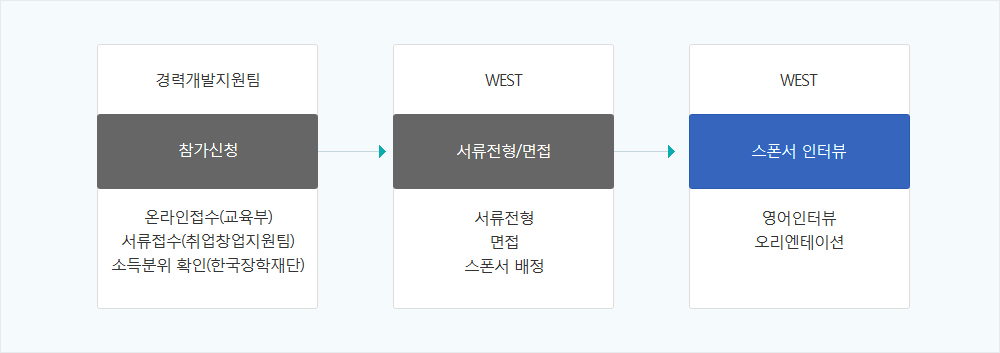 경력개발지원팀
참가신청
온라인접수(교육부)
서류접수(취업창업지원팀)
소득분위 확인(한국장학재단)
WEST
서류전형/면접
서류전형
면접
스폰서 배정
WEST
스폰서 인터뷰
영어인터뷰
오리엔테이션